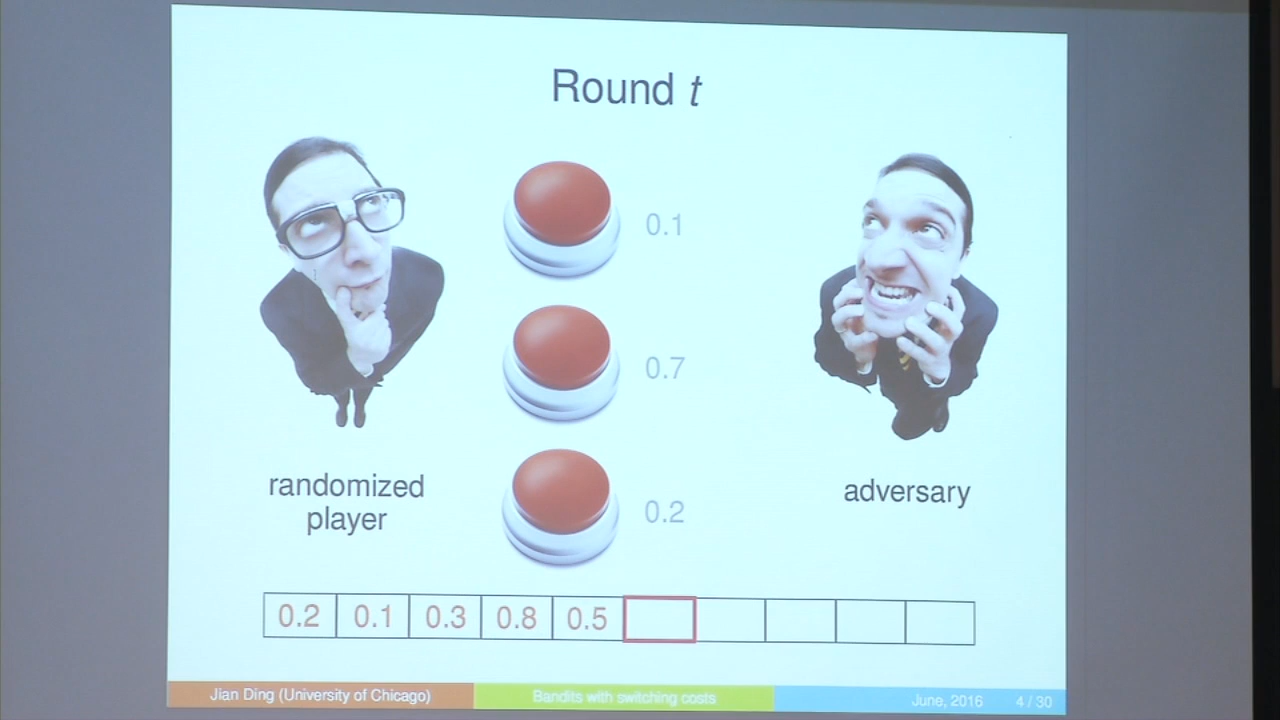 Round t
0.1
0.7
0.2
randomized
player
adversary
0.2 0.1 0.3 0.8 0.5
Jian Ding (University of Chicago) Bandits with switching costs June, 2016 4 / 30